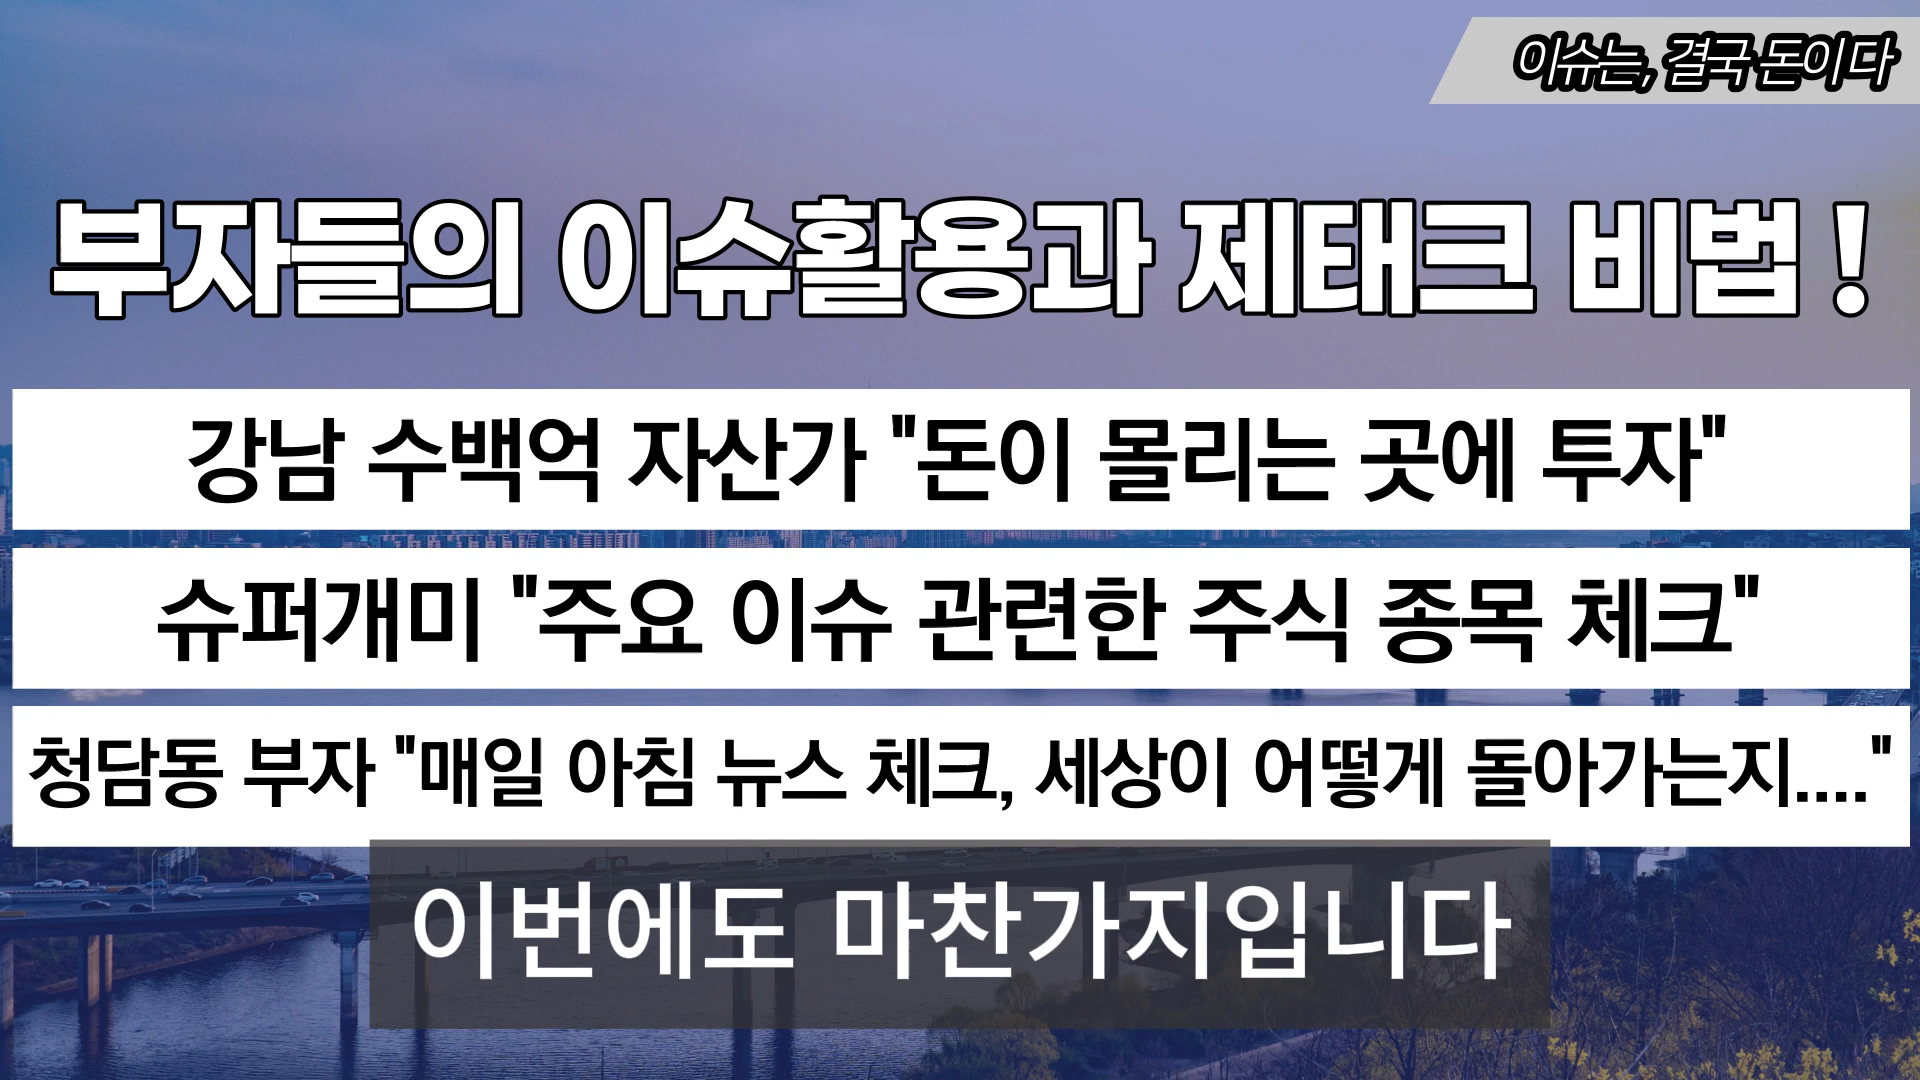 이슈는, 결국 돈이다
부자들의 이슈활용과 제태크 비법 !
강남 수백억 자산가 "돈이 몰리는 곳에 투자"
슈퍼개미 "주요 이슈 관련한 주식 종목 체크"
청담동 부자 "매일 아침 뉴스 체크, 세상이 어떻게 돌아가는지...."
이번에도 마찬가지입니다